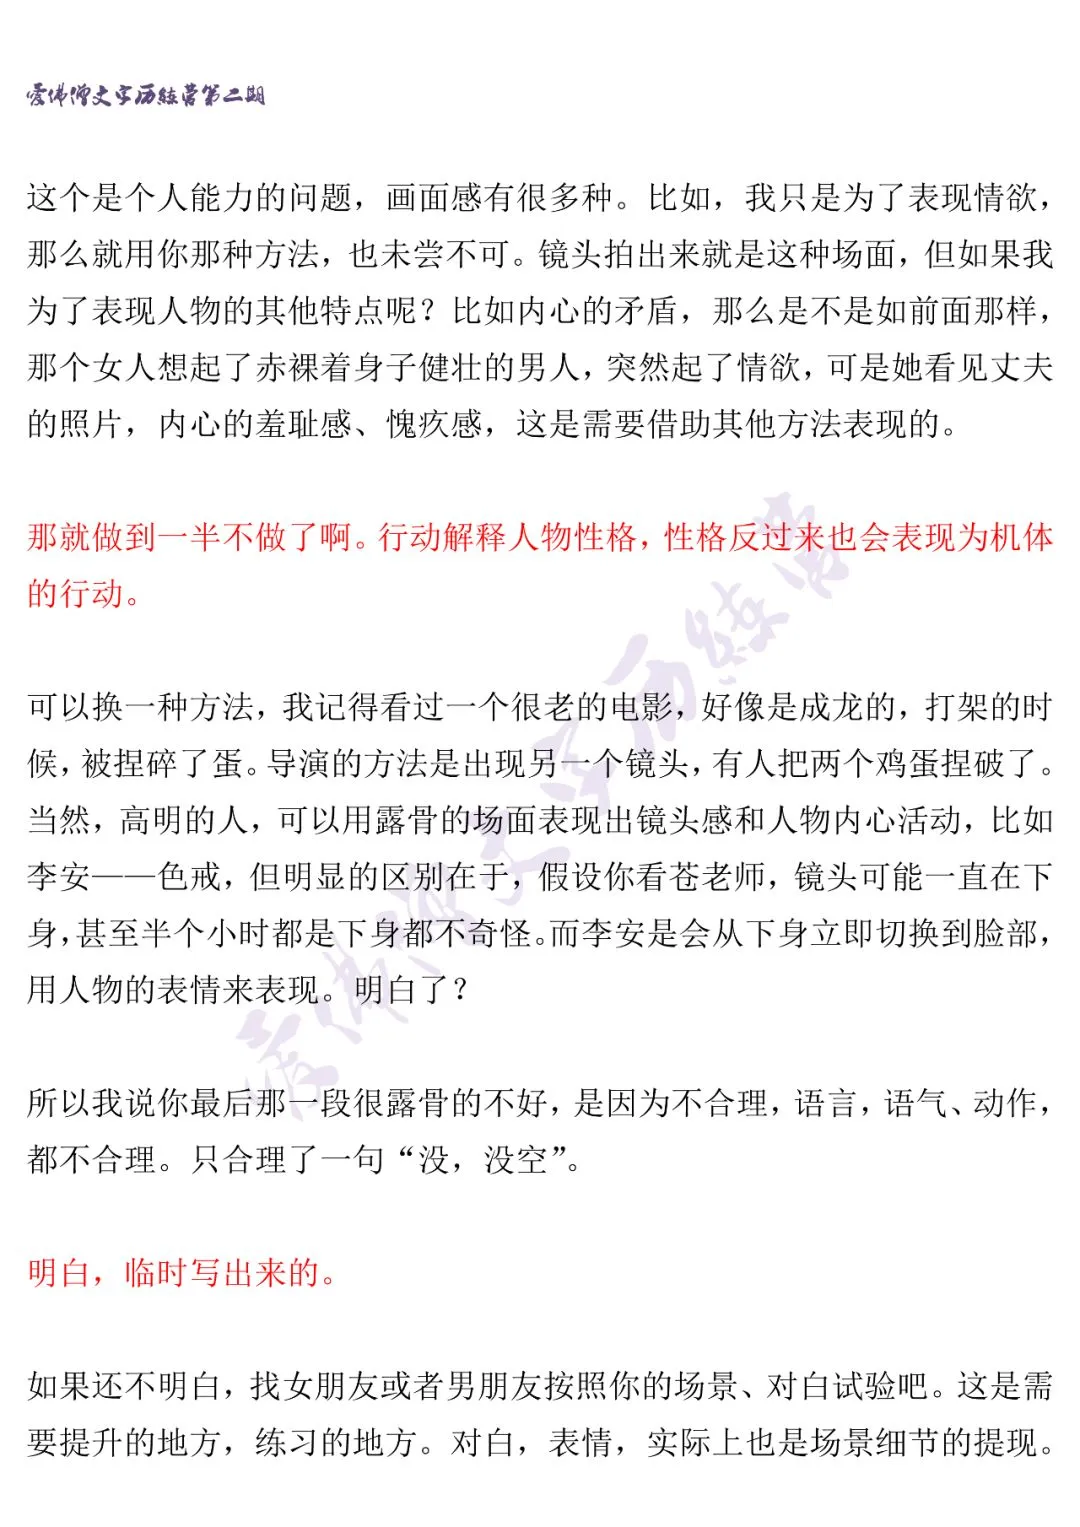 爱佛僧文字历练营第二期
这个是个人能力的问题，画面感有很多种。比如，我只是为了表现情欲，
那么就用你那种方法，也未尝不可。镜头拍出来就是这种场面，但如果我
为了表现人物的其他特点呢？比如内心的矛盾，那么是不是如前面那样，
那个女人想起了赤裸着身子健壮的男人，突然起了情欲，可是她看见丈夫
的照片，内心的羞耻感、愧疚感，这是需要借助其他方法表现的。
那就做到一半不做了啊。行动解释人物性格，性格反过来也会表现为机体
的行动。
可以换一种方法，我记得看过一个很老的电影，好像是成龙的，打架的时
候，被捏碎了蛋。导演的方法是出现另一个镜头，有人把两个鸡蛋捏破了。
当然，高明的人，可以用露骨的场面表现出镜头感和人物内心活动，比如
李安——色戒，但明显的区别在于，假设你看苍老师，镜头可能一直在下
身，甚至半个小时都是下身都不奇怪。而李安是会从下身立即切换到脸部，
用人物的表情来表现。明白了？
所以我说你最后那一段很露骨的不好，是因为不合理，语言，语气、动作，
都不合理。只合理了一句“没，没空”。
明白，临时写出来的。
如果还不明白，找女朋友或者男朋友按照你的场景、对白试验吧。这是需
要提升的地方，练习的地方。对白，表情，实际上也是场景细节的提现。
爱佛僧文字历练营